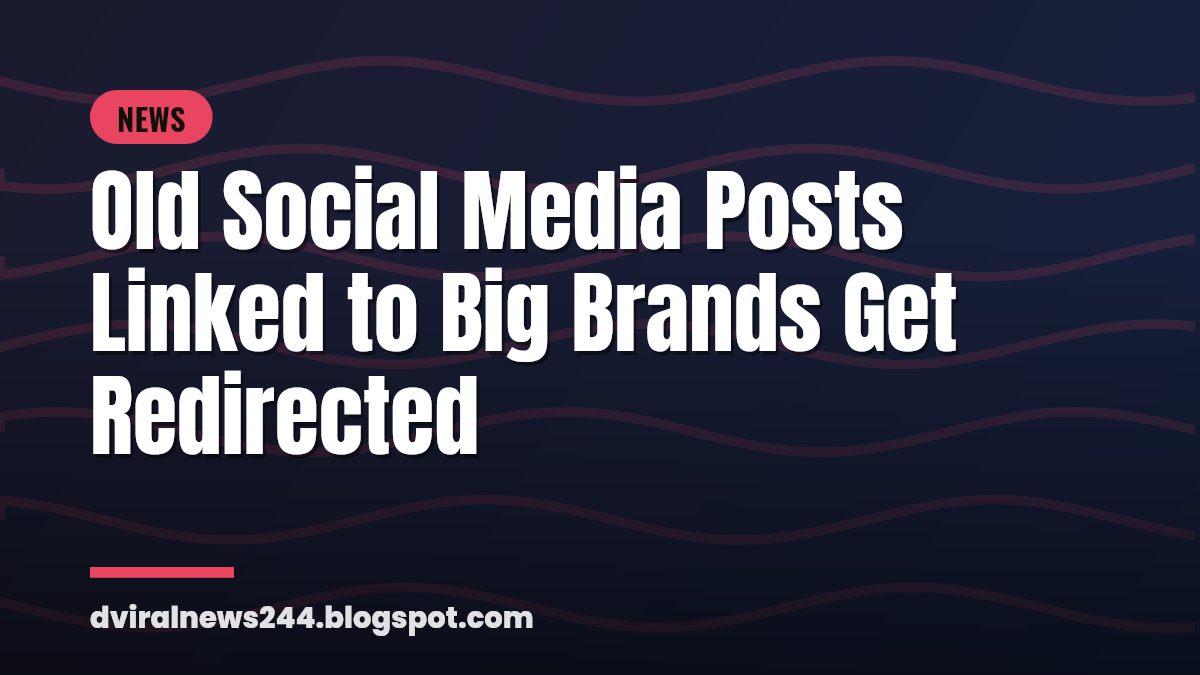 NEWS
Old Social Media Posts
Linked to Big Brands Get
Redirected
dviralnews244.blogspot.com